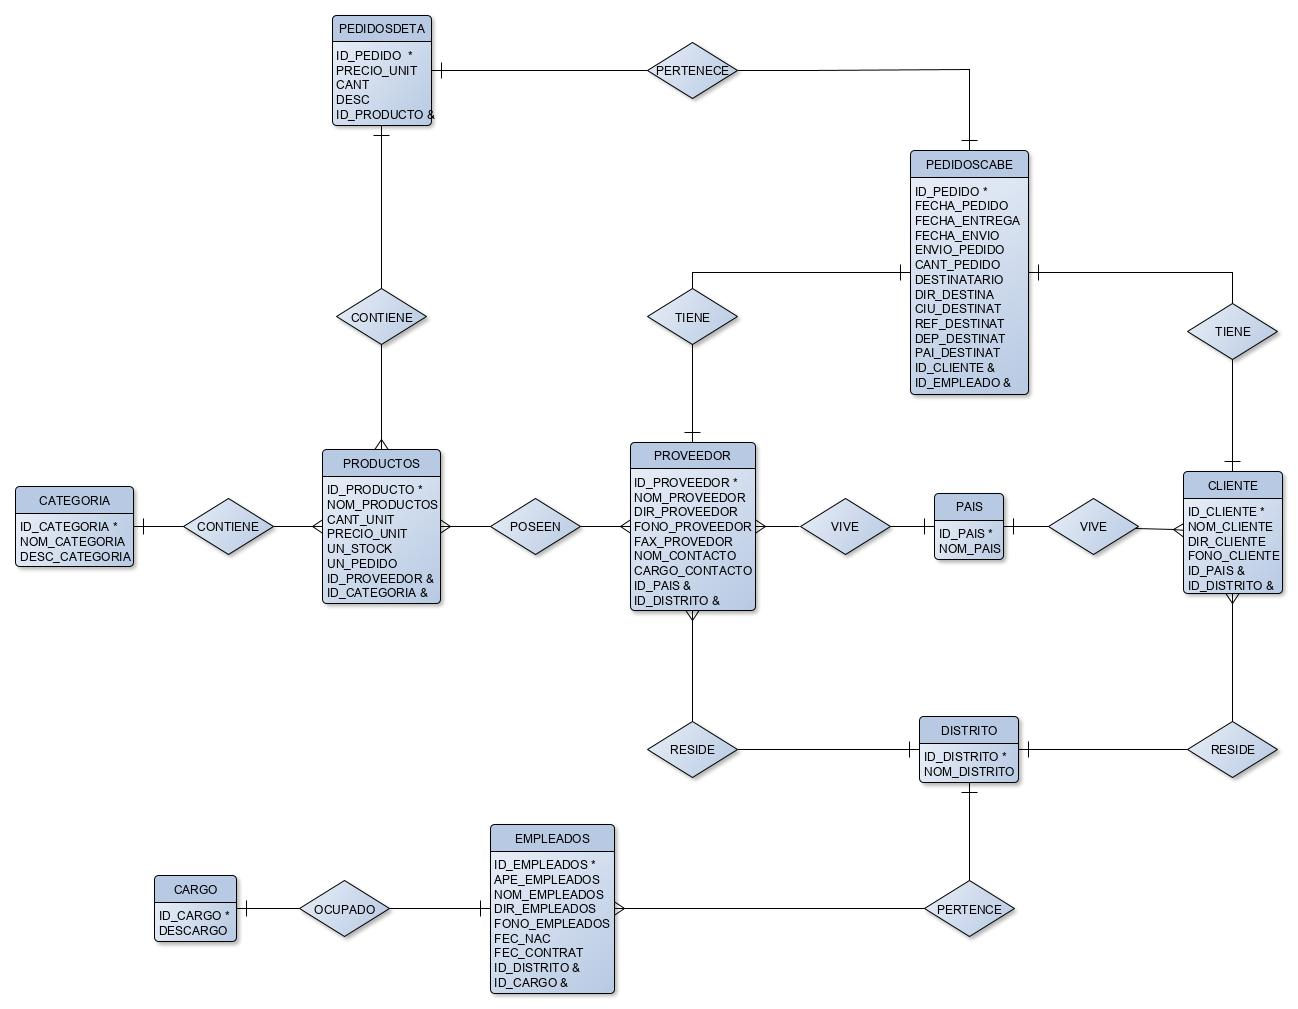 PEDIDOSDETA
ID_PEDIDO *
PRECIO_UNIT
CANT
DESC
ID_PRODUCTO &
PERTENECE
PEDIDOSCABE
ID_PEDIDO *
FECHA_PEDIDO
FECHA_ENTREGA
FECHA_ENVIO
ENVIO_PEDIDO
CANT_PEDIDO
DESTINATARIO
DIR_DESTINA
CIU_DESTINAT
REF_DESTINAT
DEP_DESTINAT
PAI_DESTINAT
ID_CLIENTE &
ID_EMPLEADO &
CONTIENE
TIENE
TIENE
CATEGORIA
ID_CATEGORIA *
NOM_CATEGORIA
DESC_CATEGORIA
CONTIENE
PRODUCTOS
ID_PRODUCTO *
NOM_PRODUCTOS
CANT_UNIT
PRECIO_UNIT
UN_STOCK
UN_PEDIDO
ID_PROVEEDOR &
ID_CATEGORIA &
POSEEN
PROVEEDOR
ID_PROVEEDOR *
NOM_PROVEEDOR
DIR_PROVEEDOR
FONO_PROVEEDOR
FAX_PROVEDOR
NOM_CONTACTO
CARGO_CONTACTO
ID_PAIS &
ID_DISTRITO &
VIVE
PAIS
ID_PAIS *
NOM_PAIS
VIVE
CLIENTE
ID_CLIENTE *
NOM_CLIENTE
DIR_CLIENTE
FONO_CLIENTE
ID_PAIS &
ID_DISTRITO &
RESIDE
DISTRITO
ID_DISTRITO *
NOM_DISTRITO
RESIDE
CARGO
ID_CARGO *
DESCARGO
OCUPADO
EMPLEADOS
ID_EMPLEADOS *
APE_EMPLEADOS
NOM_EMPLEADOS
DIR_EMPLEADOS
FONO_EMPLEADOS
FEC_NAC
FEC_CONTRAT
ID_DISTRITO &
ID_CARGO &
PERTENCE